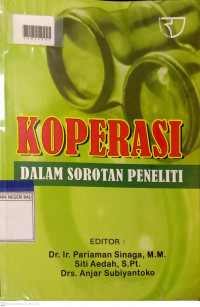 KOPERASI
DALAM SOROTAN PENELITI
EDITOR :
Dr. Ir. Pariaman Sinaga, M.M.
Siti Aedah, S.Pt.
Drs. Anjar Subiyantoko